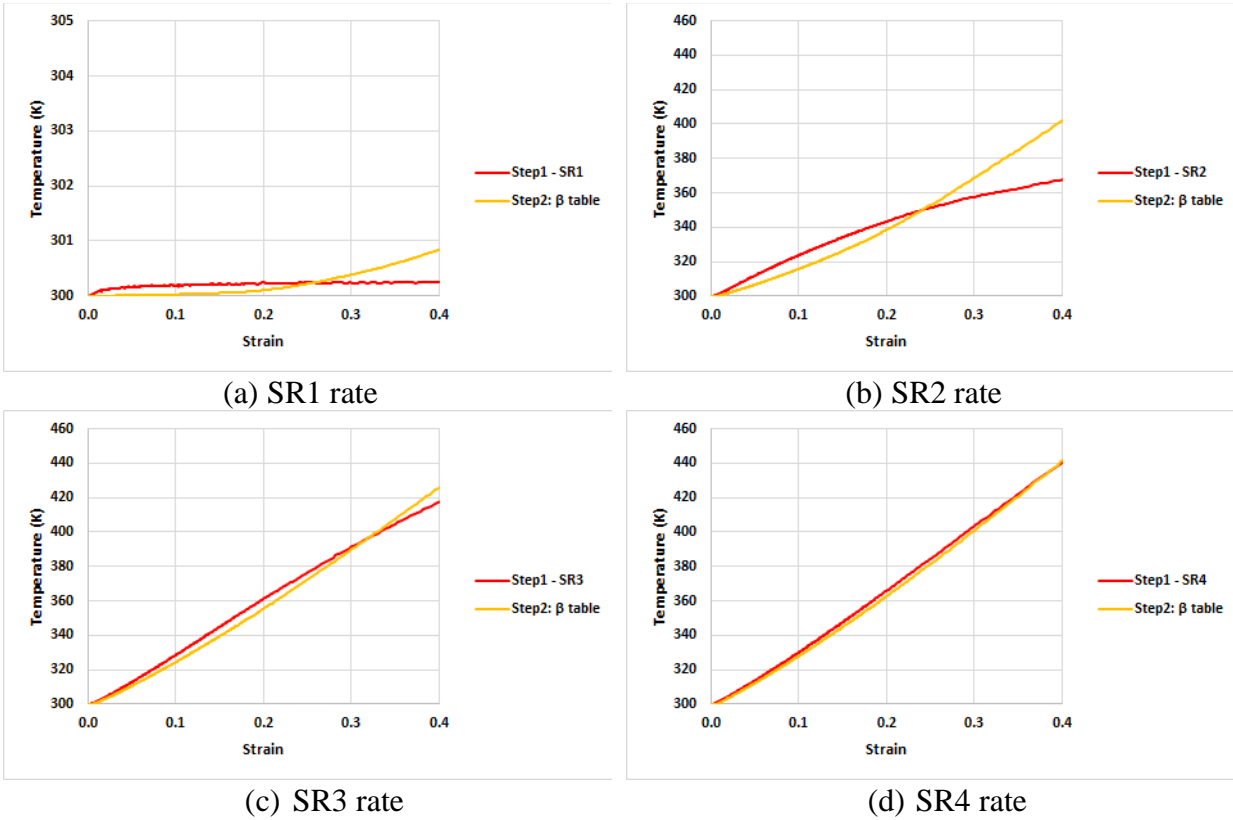 305
304
303
302
301
300
Temperature (K)
0.0 0.1 0.2 0.3 0.4
Strain
Step1 - SR1
Step2: β table
(a) SR1 rate
460
440
420
400
380
360
340
320
300
Temperature (K)
0.0 0.1 0.2 0.3 0.4
Strain
Step1 - SR2
Step2: β table
(b) SR2 rate
460
440
420
400
380
360
340
320
300
Temperature (K)
0.0 0.1 0.2 0.3 0.4
Strain
Step1 - SR3
Step2: β table
(c) SR3 rate
460
440
420
400
380
360
340
320
300
Temperature (K)
0.0 0.1 0.2 0.3 0.4
Strain
Step1 - SR4
Step2: β table
(d) SR4 rate